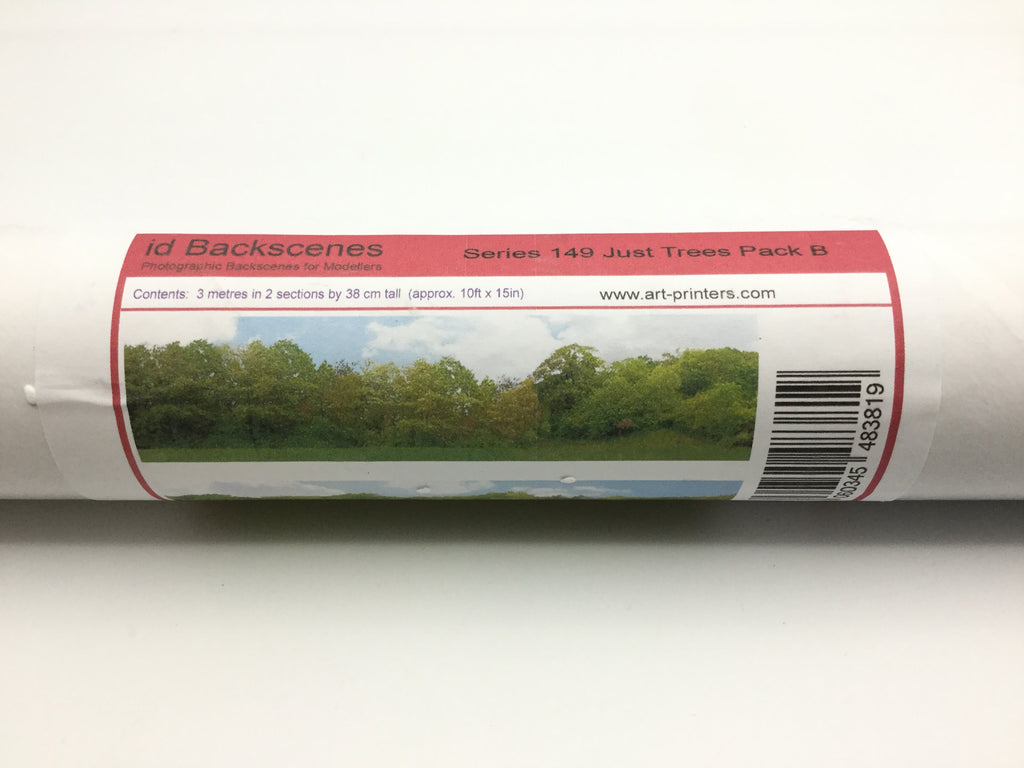 id Backscenes
Photographic Backscenes for Modellers
Series 149 Just Trees Pack B
Contents: 3 metres in 2 sections by 38 cm tall (approx. 10ft x 15in)
www.art-printers.com
060345 483819